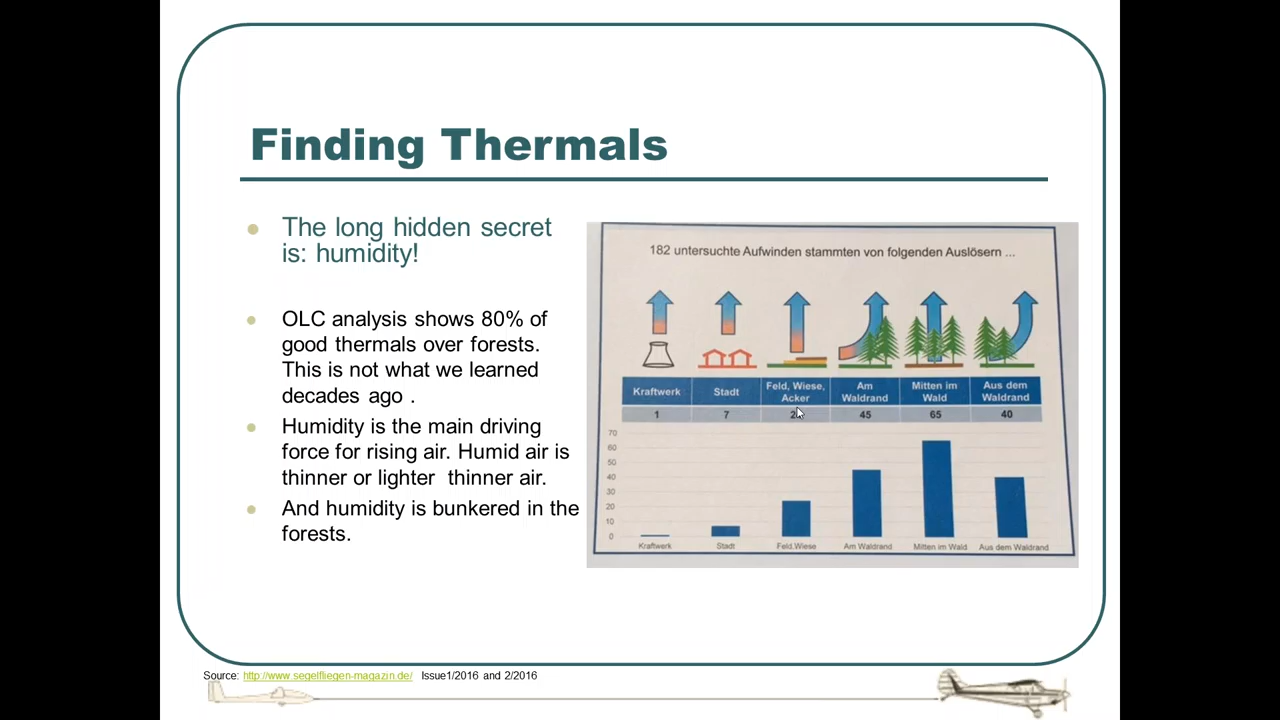 Finding Thermals
The long hidden secret
is: humidity!
OLC analysis shows 80% of
good thermals over forests.
This is not what we learned
decades ago .
Humidity is the main driving
force for rising air. Humid air is
thinner or lighter  thinner air.
And humidity is bunkered in the
forests.
182 untersuchte Aufwinden stammten von folgenden Auslösern ...
Kraftwerk Stadt Feld, Wiese, Acker Am Waldrand Mitten im Wald Aus dem Waldrand
1 7 45 65 40
70
60
50
40
30
20
10
0
Kraftwerk Stadt Feld,Wiese Am Waldrand Mitten im Wald Aus dem Waldrand
Source: http://www.segelfliegen-magazin.de/ Issue1/2016 and 2/2016